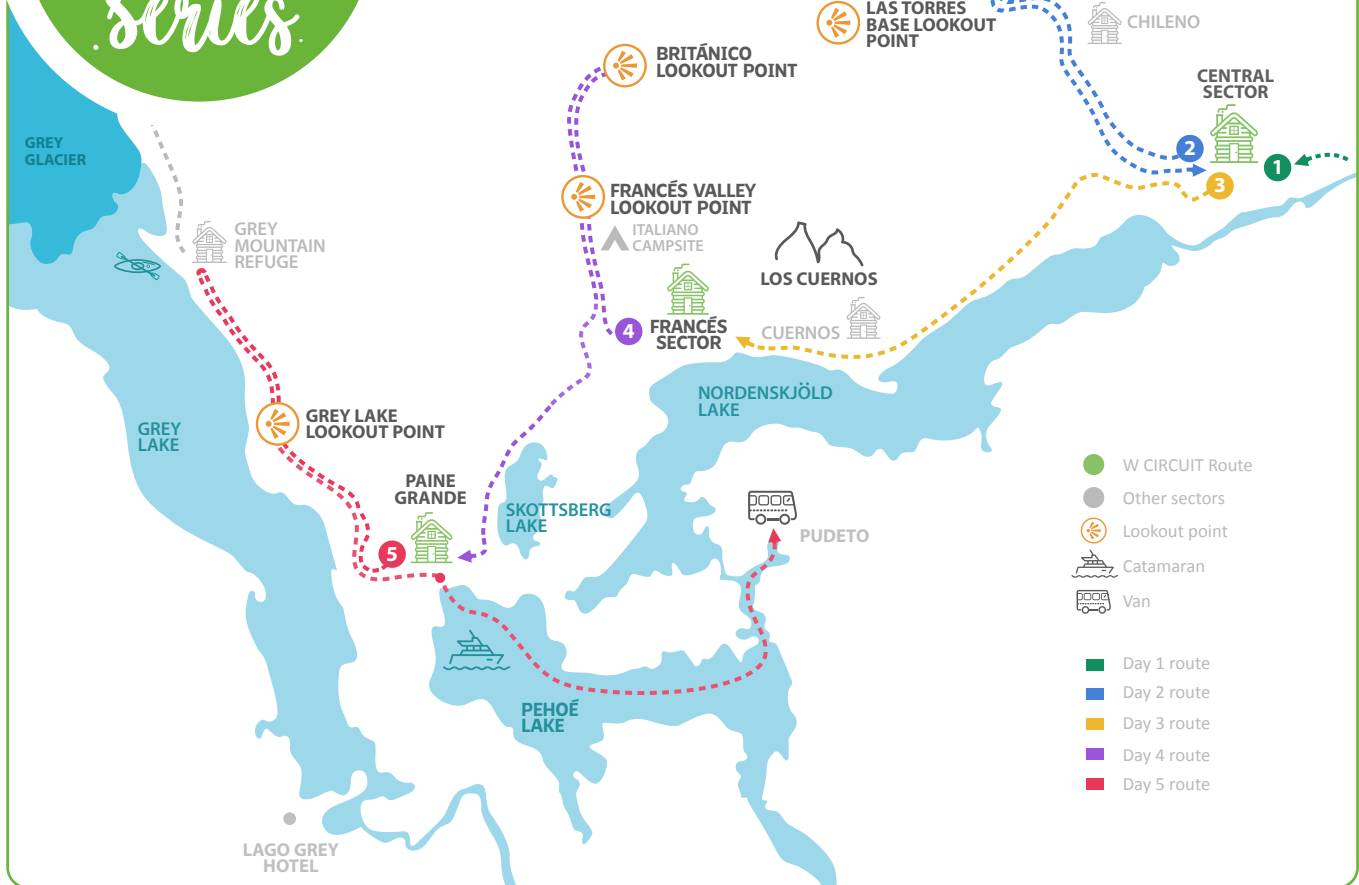 Series
LAS TORRES
BASE LOOKOUT
POINT
CHILENO
BRITÁNICO
LOOKOUT POINT
CENTRAL
SECTOR
2
1
3
GREY
GLACIER
FRANCÉS VALLEY
LOOKOUT POINT
ITALIANO
CAMPSITE
GREY
MOUNTAIN
REFUGE
LOS CUERNOS
4
FRANCÉS
SECTOR
CUERNOS
NORDENSKJÖLD
LAKE
GREY LAKE
LOOKOUT POINT
GREY
LAKE
PAINE
GRANDE
SKOTTSBERG
LAKE
5
PUDETO
W CIRCUIT Route
Other sectors
Lookout point
Catamaran
Van
PEHOÉ
LAKE
Day 1 route
Day 2 route
Day 3 route
Day 4 route
Day 5 route
LAGO GREY
HOTEL